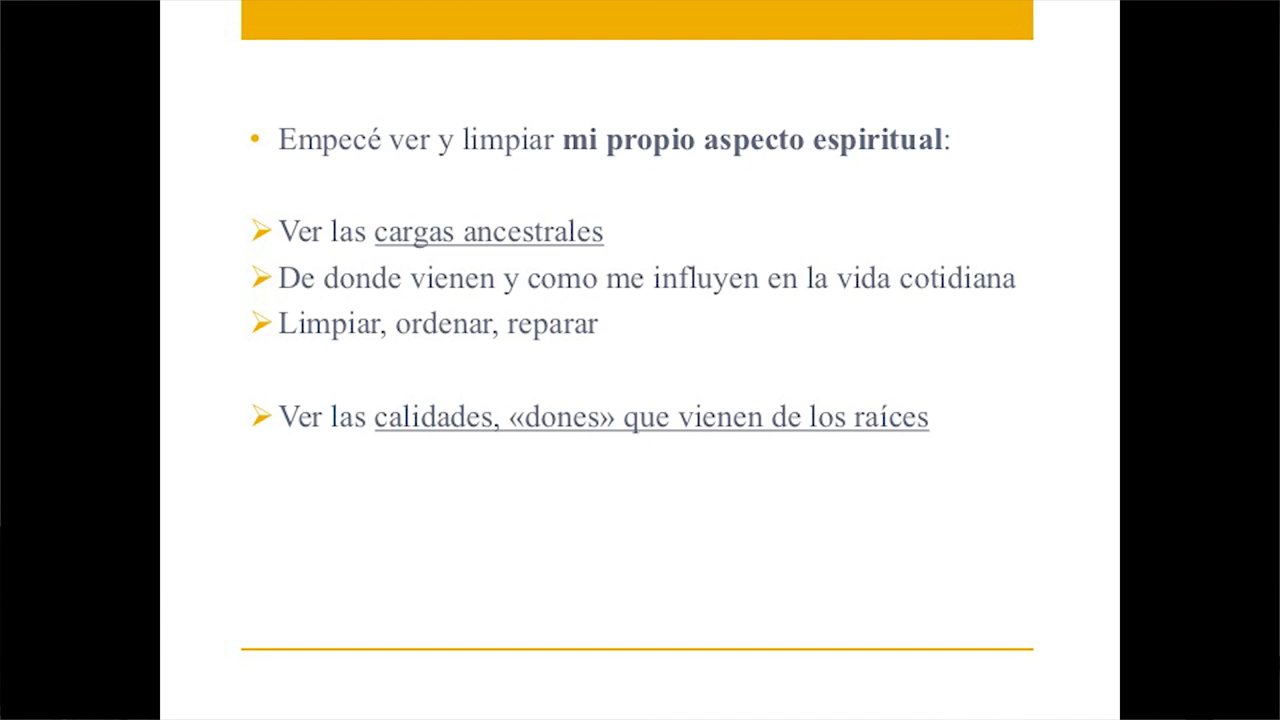 • Empecé ver y limpiar mi propio aspecto espiritual:
➢ Ver las cargas ancestrales
➢ De donde vienen y como me influyen en la vida cotidiana
➢ Limpiar, ordenar, reparar
➢ Ver las calidades, «dones» que vienen de los raíces